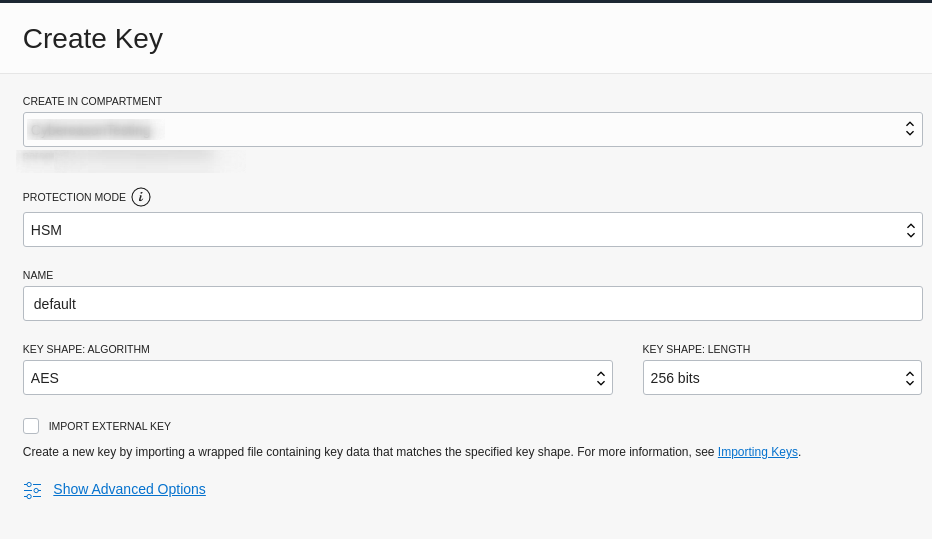 Create Key
CREATE IN COMPARTMENT
PROTECTION MODE i
HSM
NAME
default
KEY SHAPE: ALGORITHM
KEY SHAPE: LENGTH
AES
256 bits
IMPORT EXTERNAL KEY
Create a new key by importing a wrapped file containing key data that matches the specified key shape. For more information, see Importing Keys.
Show Advanced Options